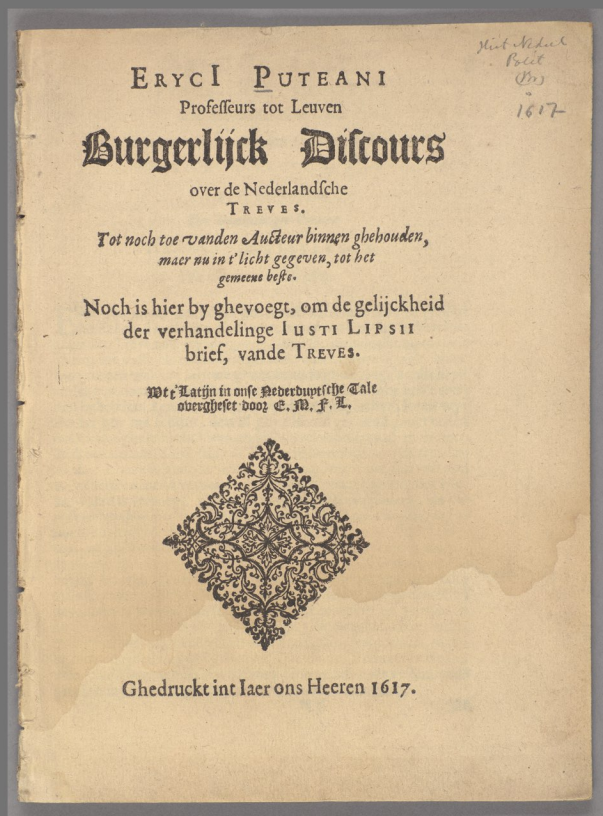 ERYCI PUTEANI
Profeſſeurs tot Leuven
Burgerlijck Diſcours
over de Nederlandſche
TREVES.
Tot noch toe vanden Aucteur binnen ghehouden,
maer nu in t'licht gegeven, tot het
gemeene beſte.
Noch is hier by ghevoegt, om de gelijckheid
der verhandelinge IUSTI LIPSII
brief, vande TREVES.
Wt t'Latijn in onſe Nederduytſche Tale
overgheſet door E. M. F. L.
Ghedruckt int Iaer ons Heeren 1617.
1617